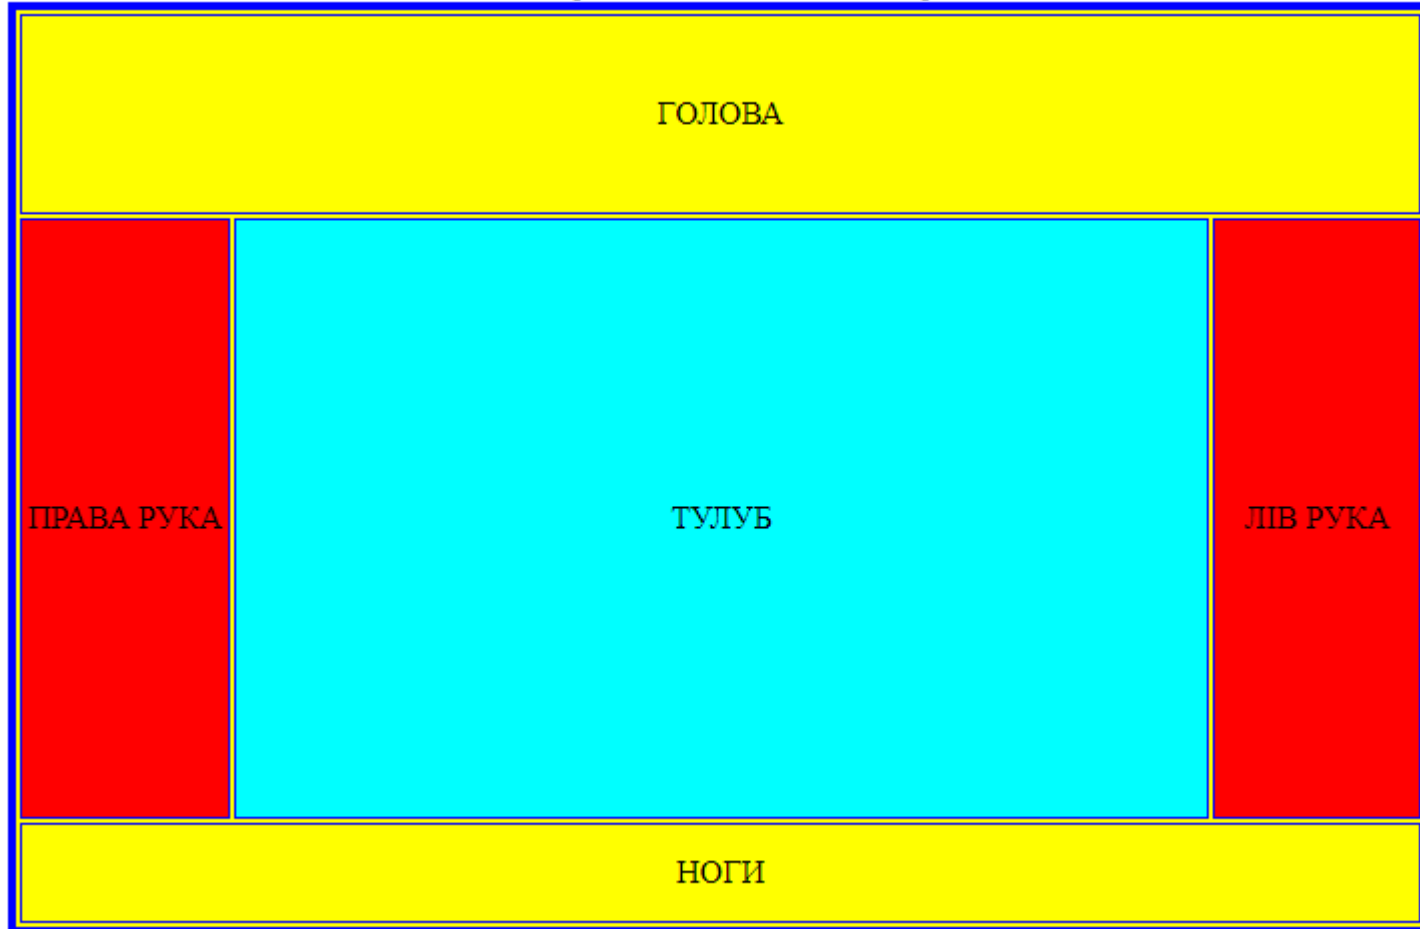 ГОЛОВА
ПРАВА РУКА
ТУЛУБ
ЛІВ РУКА
НОГИ